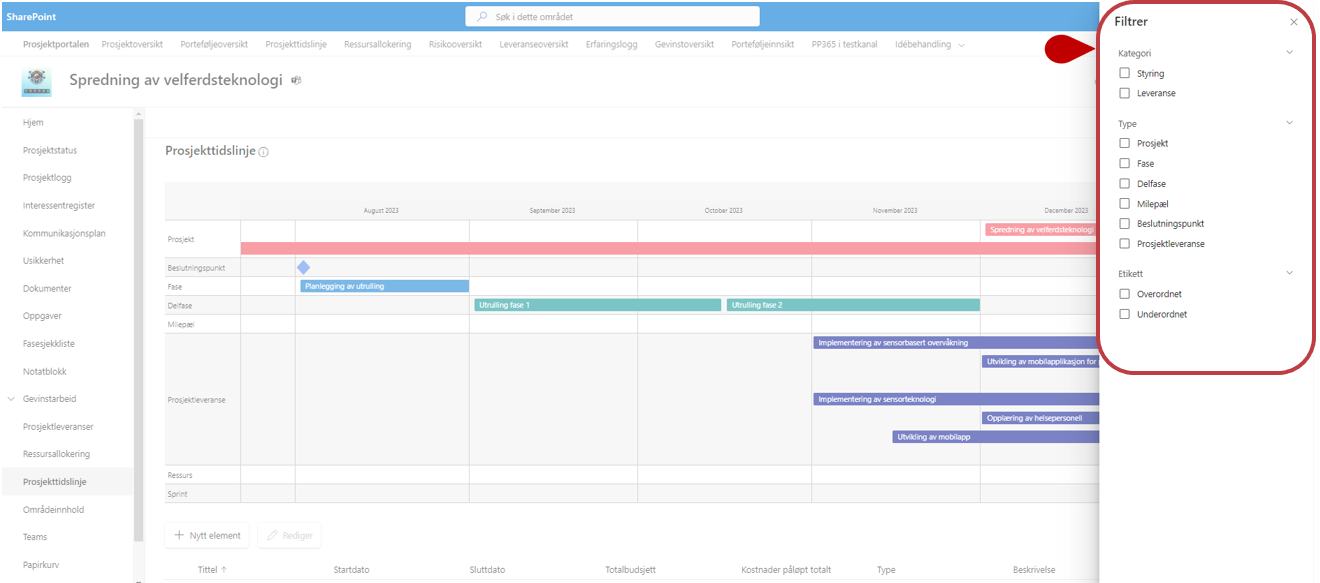 SharePoint
Søk i dette området
Prosjektportalen Prosjektoversikt Porteføljeoversikt Prosjekttidslinje Ressursallokering Risikooversikt Leveranseoversikt Erfaringslogg Gevinstoversikt Porteføljeinnsikt PP365 i testkanal Idébehandling
Spredning av velferdsteknologi
Hjem
Prosjektstatus
Prosjektlogg
Interessentregister
Kommunikasjonsplan
Usikkerhet
Dokumenter
Oppgaver
Fasesjekkliste
Notatblokk
Gevinstarbeid
Prosjektleveranser
Ressursallokering
Prosjekttidslinje
Områdeinnhold
Teams
Papirkurv
Prosjekttidslinje
August 2023 September 2023 October 2023 November 2023 December 2023
Prosjekt
Spredning av velferdsteknologi
Beslutningspunkt
Fase
Planlegging av utrulling
Delfase
Utrulling fase 1 Utrulling fase 2
Milepæl
Prosjektleveranse
Implementering av sensorbasert overvåkning
Utvikling av mobilapplikasjon for
Implementering av sensorteknologi
Opplæring av helsepersonell
Utvikling av mobilapp
Ressurs
Sprint
Nytt element Rediger
Tittel Startdato Sluttdato Totalbudsjett Kostnader påløpt totalt Type Beskrivelse
Filtrer
Kategori
Styring
Leveranse
Type
Prosjekt
Fase
Delfase
Milepæl
Beslutningspunkt
Prosjektleveranse
Etikett
Overordnet
Underordnet